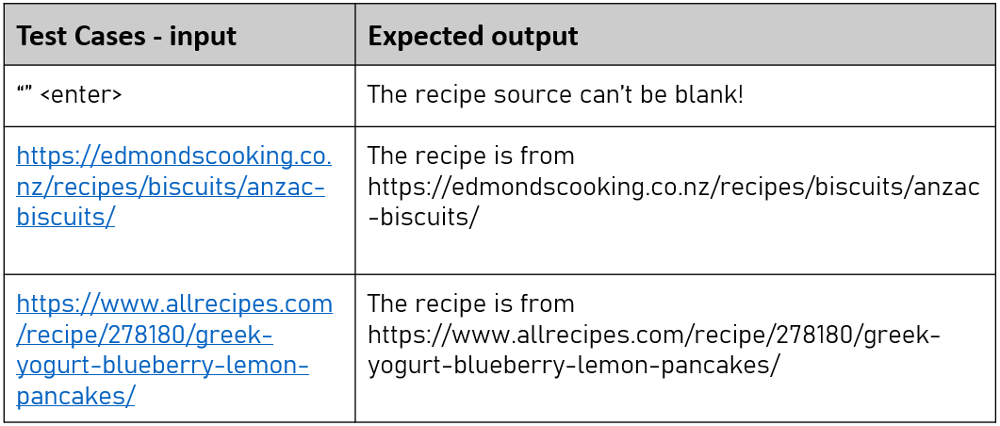 Test Cases - input
Expected output
“” <enter>
The recipe source can’t be blank!
https://edmondscooking.co.
nz/recipes/biscuits/anzac-
biscuits/
The recipe is from
https://edmondscooking.co.nz/recipes/biscuits/anzac
-biscuits/
https://www.allrecipes.com
/recipe/278180/greek-
yogurt-blueberry-lemon-
pancakes/
The recipe is from
https://www.allrecipes.com/recipe/278180/greek-
yogurt-blueberry-lemon-pancakes/